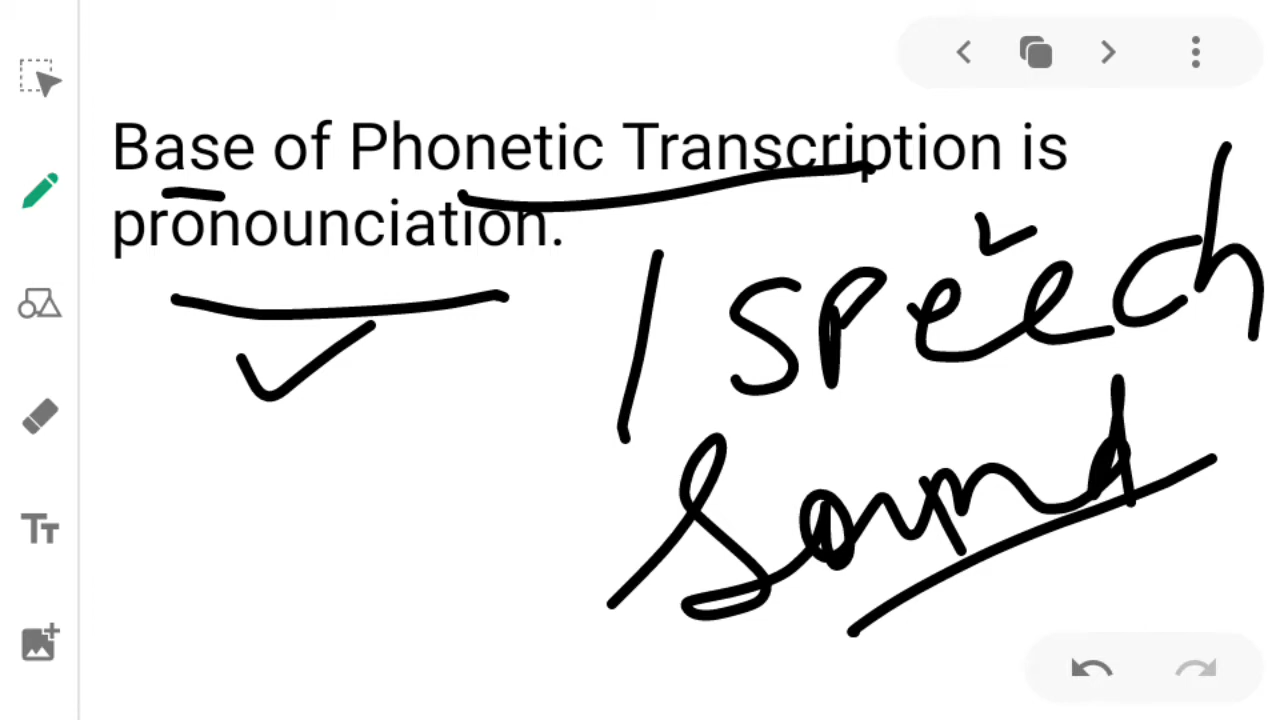 Base of Phonetic Transcription is
pronounciation.
/ speech
Sound